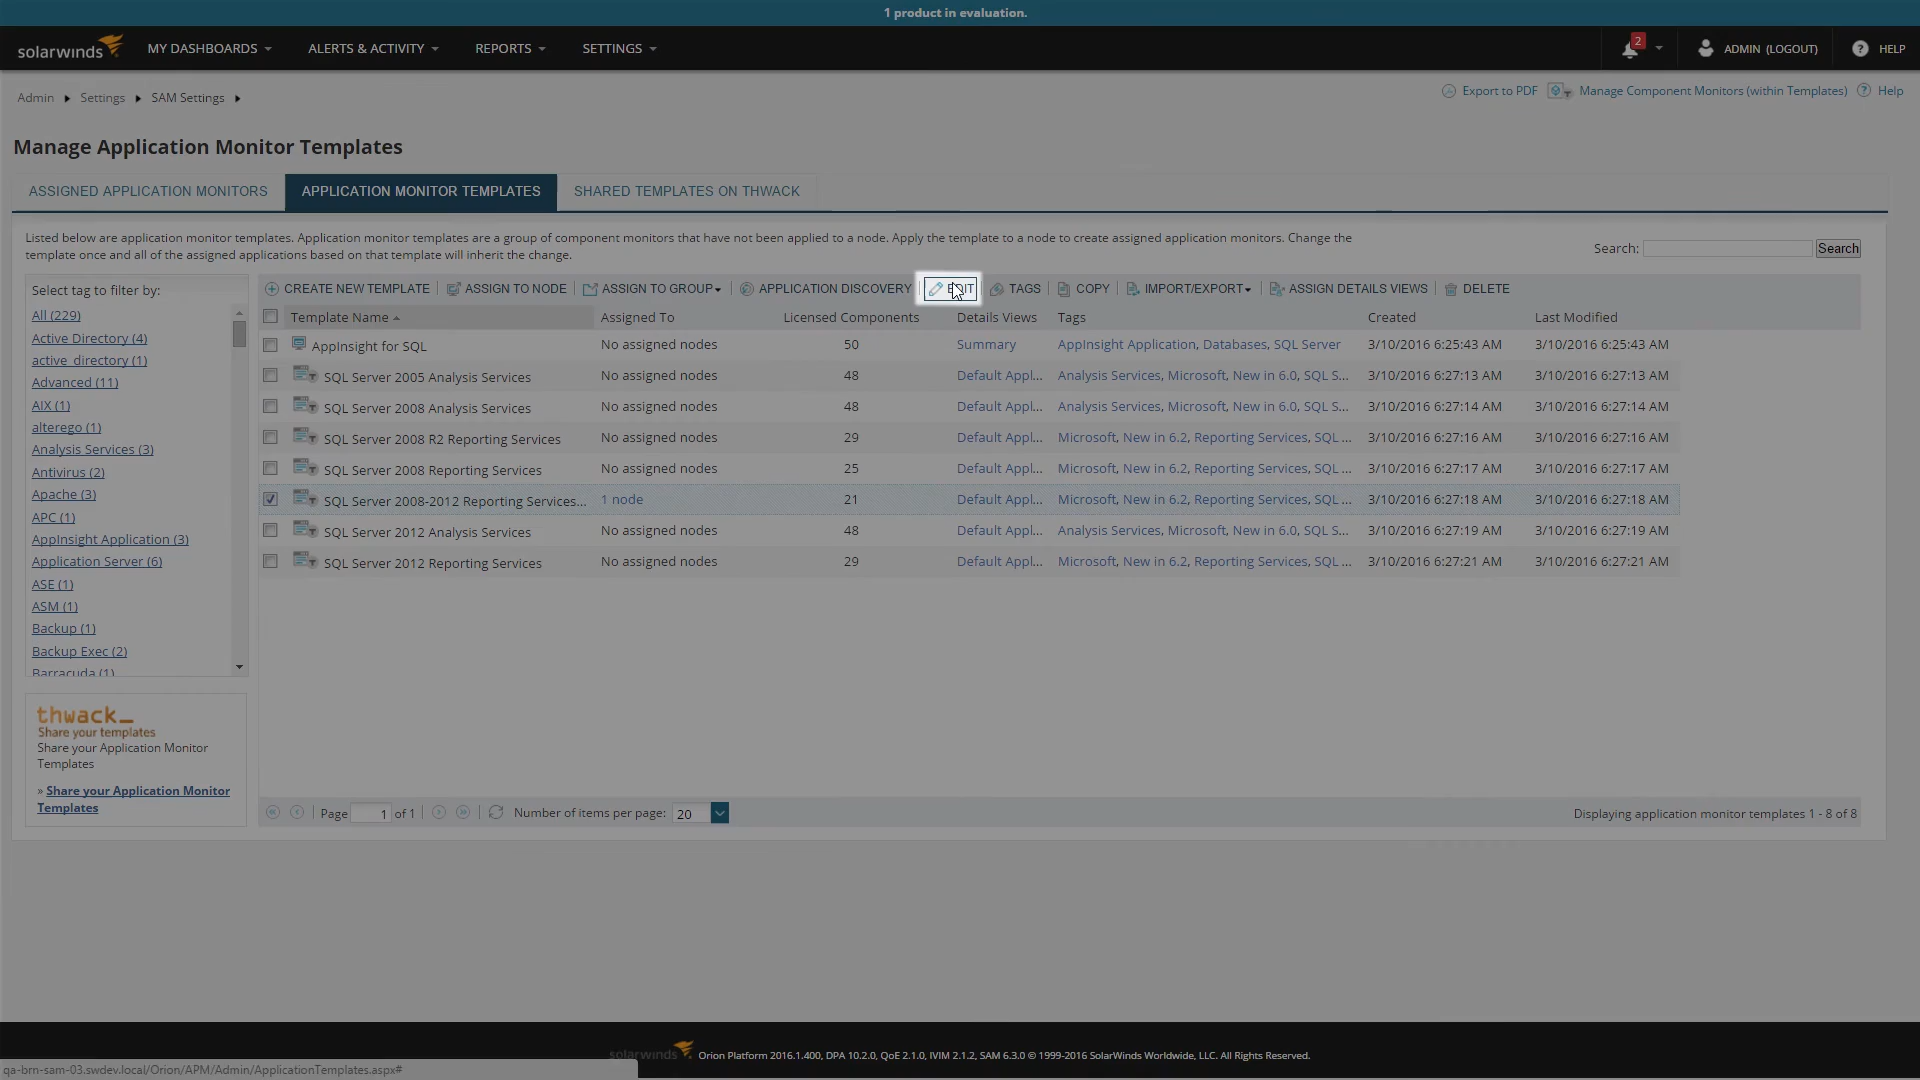 1 product in evaluation.
solarwinds MY DASHBOARDS ALERTS & ACTIVITY REPORTS SETTINGS 2 ADMIN (LOGOUT) ? HELP
Admin Settings SAM Settings
Export to PDF Manage Component Monitors (within Templates) ? Help
Manage Application Monitor Templates
ASSIGNED APPLICATION MONITORS APPLICATION MONITOR TEMPLATES SHARED TEMPLATES ON THWACK
Listed below are application monitor templates. Application monitor templates are a group of component monitors that have not been applied to a node. Apply the template to a node to create assigned application monitors. Change the
template once and all of the assigned applications based on that template will inherit the change.
Search: Search
Select tag to filter by:
All (229)
Active Directory (4)
active_directory (1)
Advanced (11)
AIX (1)
alterego (1)
Analysis Services (3)
Antivirus (2)
Apache (3)
APC (1)
AppInsight Application (3)
Application Server (6)
ASE (1)
ASM (1)
Backup (1)
Backup Exec (2)
Barracuda (1)
CREATE NEW TEMPLATE ASSIGN TO NODE ASSIGN TO GROUP APPLICATION DISCOVERY EDIT TAGS COPY IMPORT/EXPORT ASSIGN DETAILS VIEWS DELETE
Template Name Assigned To Licensed Components Details Views Tags Created Last Modified
AppInsight for SQL No assigned nodes 50 Summary AppInsight Application, Databases, SQL Server 3/10/2016 6:25:43 AM 3/10/2016 6:25:43 AM
SQL Server 2005 Analysis Services No assigned nodes 48 Default Appl... Analysis Services, Microsoft, New in 6.0, SQL S... 3/10/2016 6:27:13 AM 3/10/2016 6:27:13 AM
SQL Server 2008 Analysis Services No assigned nodes 48 Default Appl... Analysis Services, Microsoft, New in 6.0, SQL S... 3/10/2016 6:27:14 AM 3/10/2016 6:27:14 AM
SQL Server 2008 R2 Reporting Services No assigned nodes 29 Default Appl... Microsoft, New in 6.2, Reporting Services, SQL ... 3/10/2016 6:27:16 AM 3/10/2016 6:27:16 AM
SQL Server 2008 Reporting Services No assigned nodes 25 Default Appl... Microsoft, New in 6.2, Reporting Services, SQL ... 3/10/2016 6:27:17 AM 3/10/2016 6:27:17 AM
SQL Server 2008-2012 Reporting Services... 1 node 21 Default Appl... Microsoft, New in 6.2, Reporting Services, SQL ... 3/10/2016 6:27:18 AM 3/10/2016 6:27:18 AM
SQL Server 2012 Analysis Services No assigned nodes 48 Default Appl... Analysis Services, Microsoft, New in 6.0, SQL S... 3/10/2016 6:27:19 AM 3/10/2016 6:27:19 AM
SQL Server 2012 Reporting Services No assigned nodes 29 Default Appl... Microsoft, New in 6.2, Reporting Services, SQL ... 3/10/2016 6:27:21 AM 3/10/2016 6:27:21 AM
thwack_
Share your templates
Share your Application Monitor
Templates
» Share your Application Monitor
Templates
Page 1 of 1 Number of items per page: 20 Displaying application monitor templates 1 - 8 of 8
solarwinds Orion Platform 2016.1.400, DPA 10.2.0, QoE 2.1.0, IVIM 2.1.2, SAM 6.3.0 © 1999-2016 SolarWinds Worldwide, LLC. All Rights Reserved.
qa-brn-sam-03.swdev.local/Orion/APM/Admin/ApplicationTemplates.aspx#